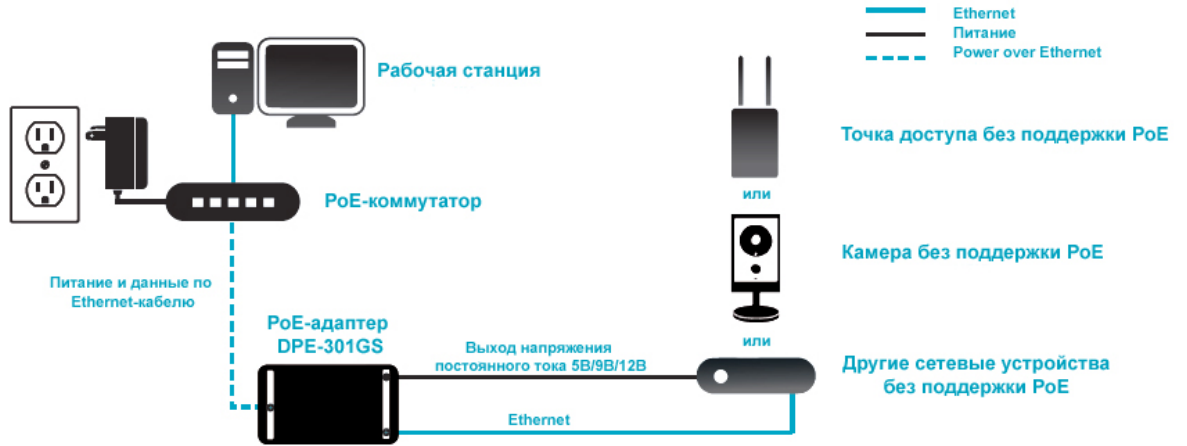 Ethernet
Питание
Power over Ethernet
Рабочая станция
Точка доступа без поддержки PoE
или
PoE-коммутатор
Камера без поддержки PoE
Питание и данные по
Ethernet-кабелю
PoE-адаптер
DPE-301GS
или
Выход напряжения
постоянного тока 5В/9В/12В
Другие сетевые устройства
без поддержки PoE
Ethernet